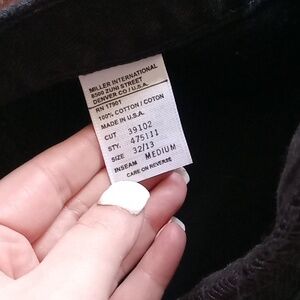 MILLER INTERNATIONAL
8500 ZUNI STREET
DENVER CO / U.S.A.
RN 17901
100% COTTON / COTON
MADE IN U.S.A.
CUT 39102
STY. 475111
SIZE 32/13
INSEAM MEDIUM
CARE ON REVERSE